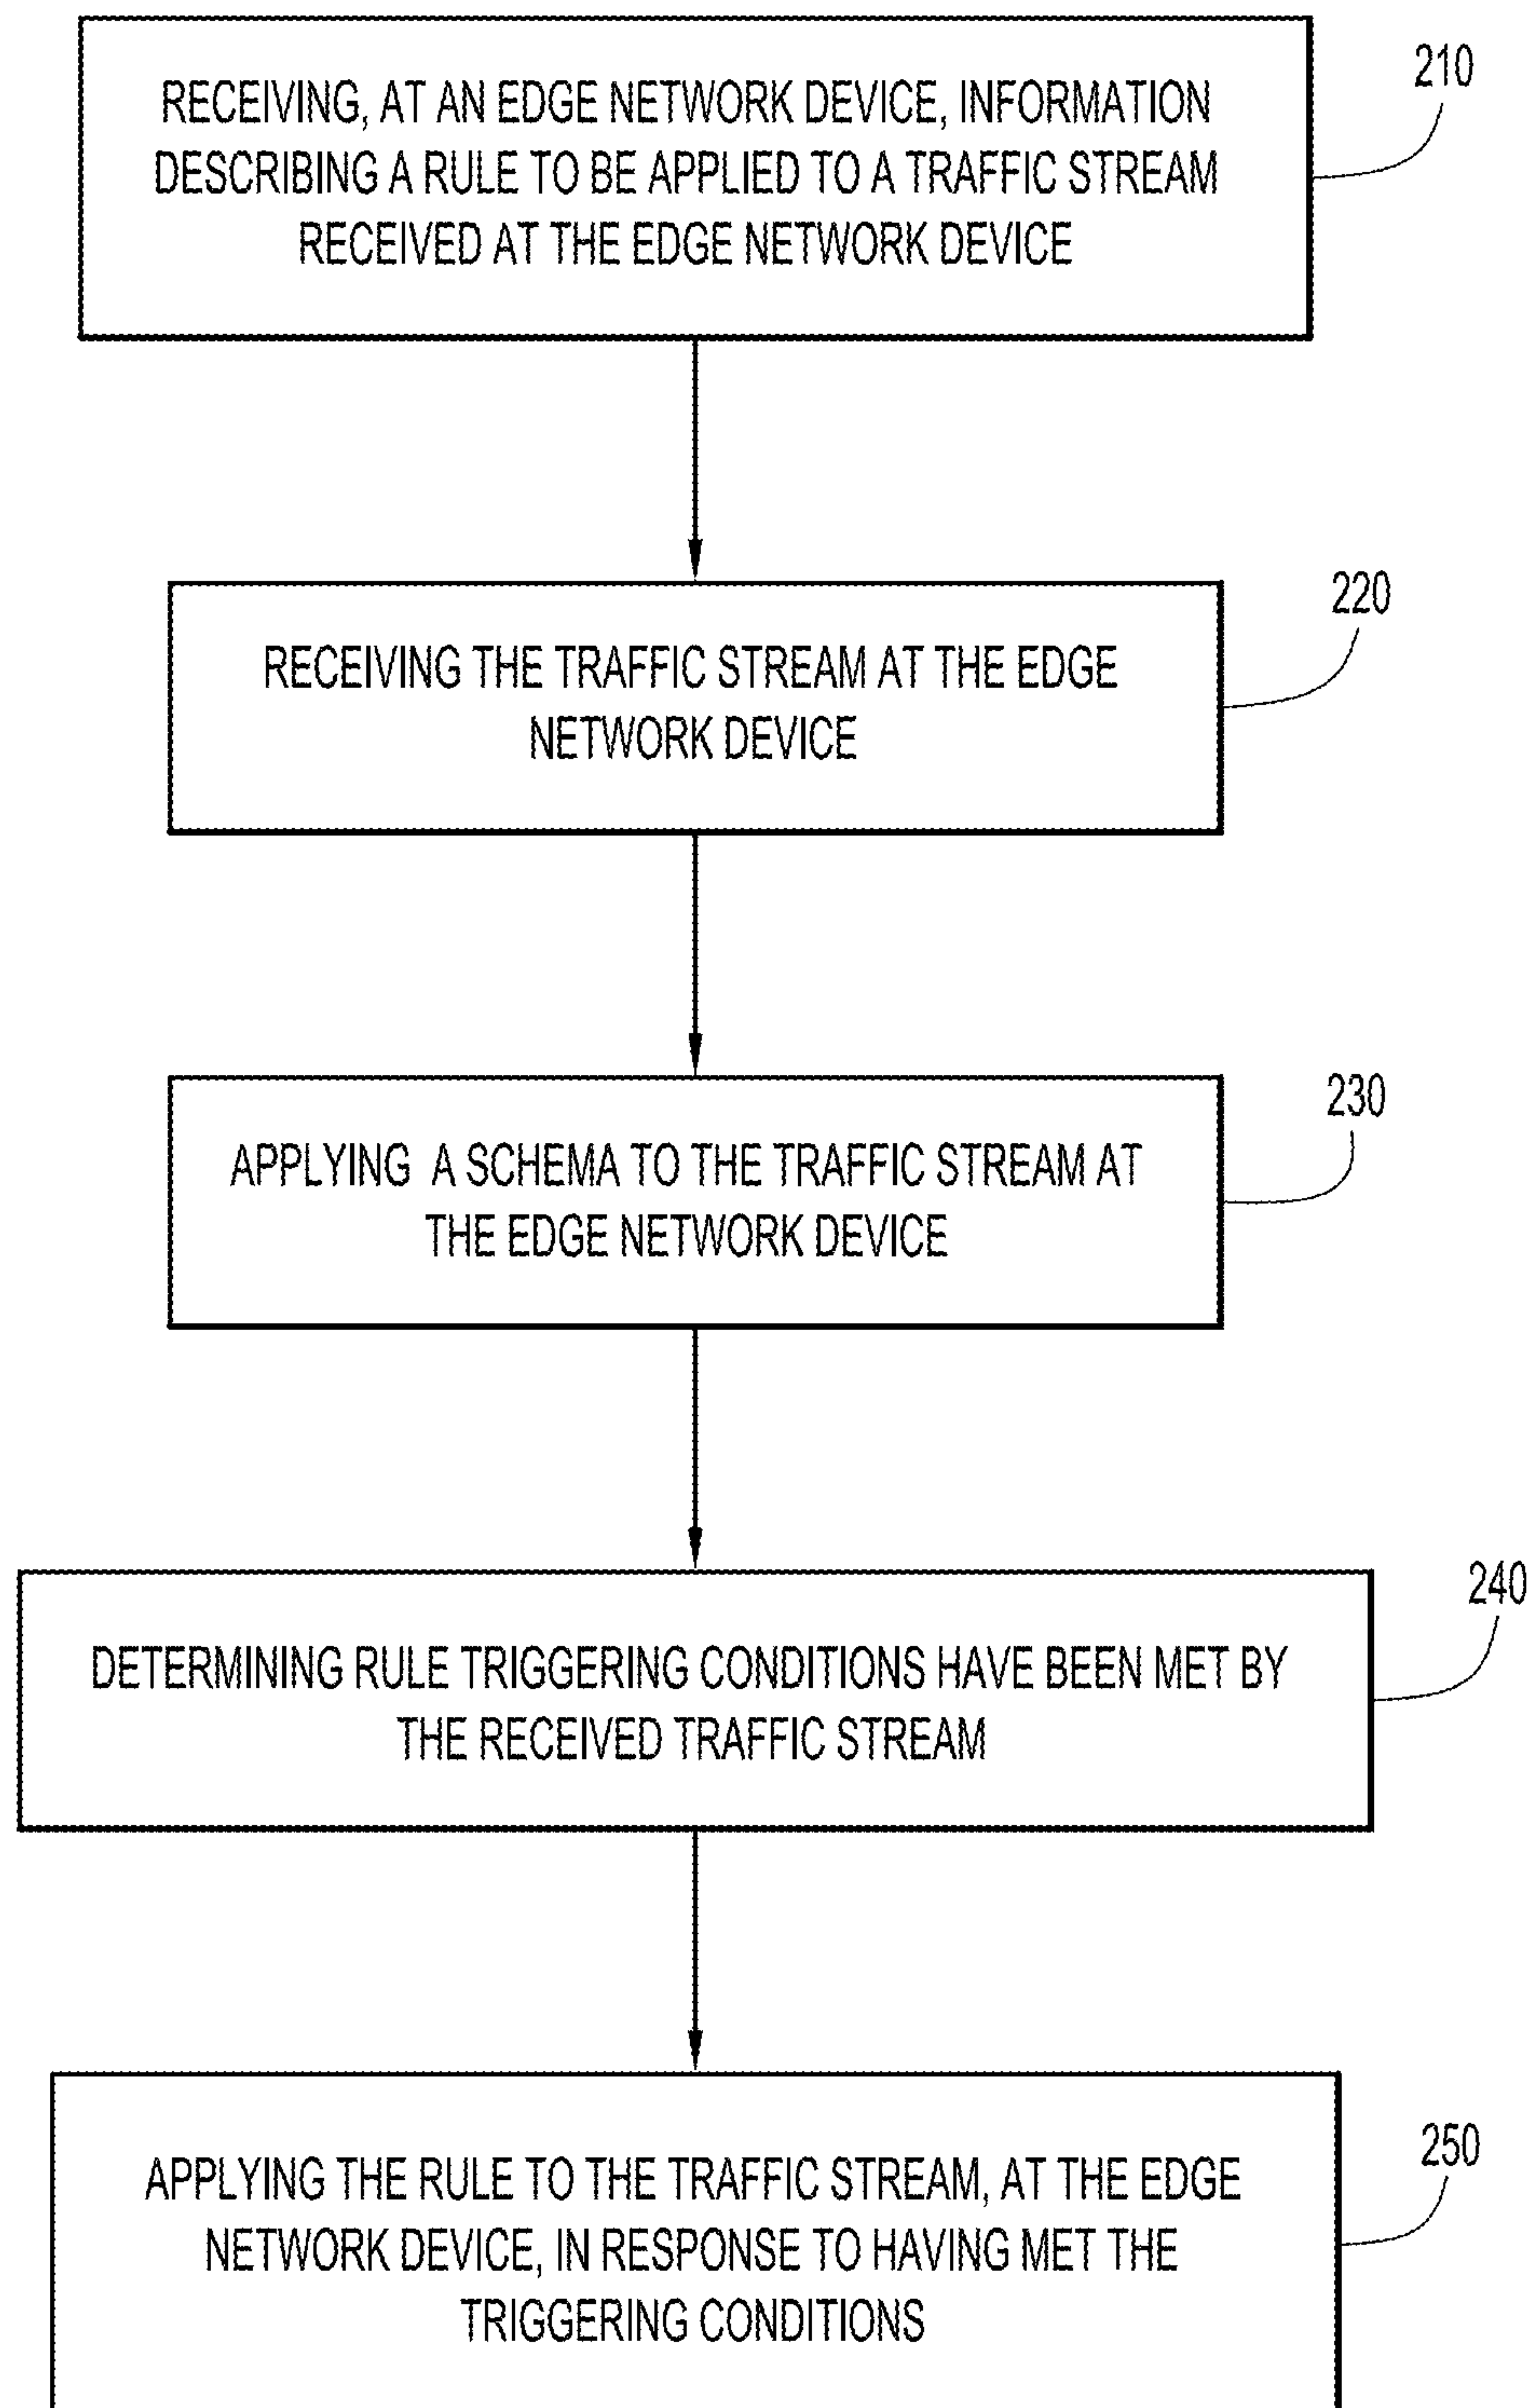 210
RECEIVING, AT AN EDGE NETWORK DEVICE, INFORMATION
DESCRIBING A RULE TO BE APPLIED TO A TRAFFIC STREAM
RECEIVED AT THE EDGE NETWORK DEVICE
220
RECEIVING THE TRAFFIC STREAM AT THE EDGE
NETWORK DEVICE
230
APPLYING A SCHEMA TO THE TRAFFIC STREAM AT
THE EDGE NETWORK DEVICE
240
DETERMINING RULE TRIGGERING CONDITIONS HAVE BEEN MET BY
THE RECEIVED TRAFFIC STREAM
250
APPLYING THE RULE TO THE TRAFFIC STREAM, AT THE EDGE
NETWORK DEVICE, IN RESPONSE TO HAVING MET THE
TRIGGERING CONDITIONS